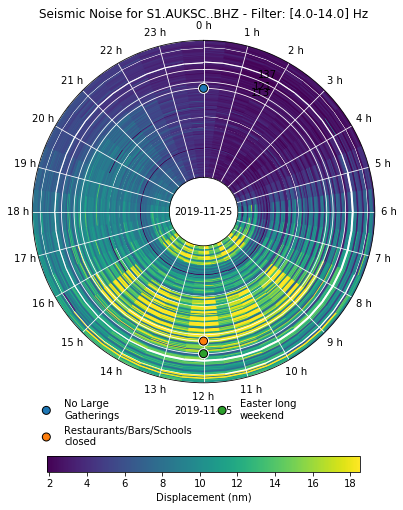 Seismic Noise for S1.AUKSC..BHZ - Filter: [4.0-14.0] Hz
0 h
23 h
1 h
22 h
2 h
21 h
3 h
20 h
4 h
19 h
5 h
18 h
2019-11-25
6 h
17 h
7 h
16 h
8 h
15 h
9 h
14 h
10 h
13 h
11 h
12 h
No Large
Gatherings
Easter long
weekend
Restaurants/Bars/Schools
closed
2
4
6
8
10
12
14
16
18
Displacement (nm)